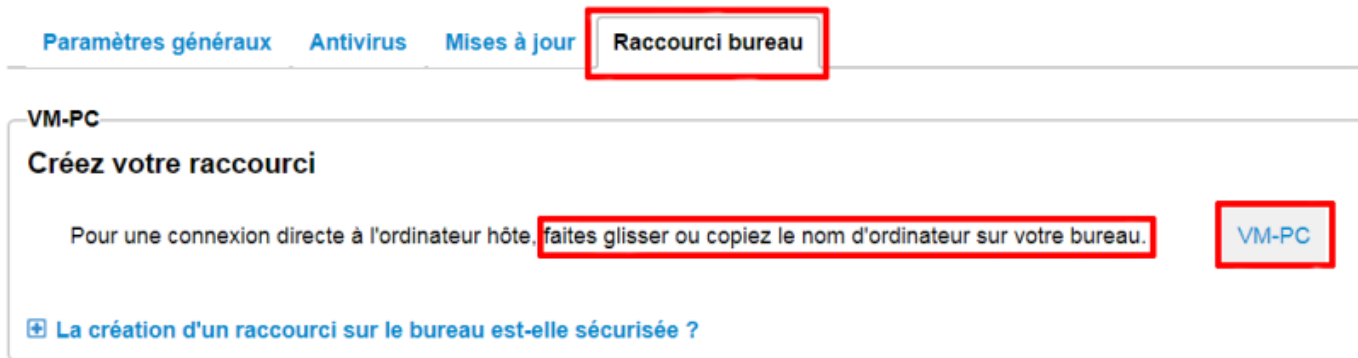 Paramètres généraux Antivirus Mises à jour Raccourci bureau
VM-PC
Créez votre raccourci
Pour une connexion directe à l'ordinateur hôte, faites glisser ou copiez le nom d'ordinateur sur votre bureau. VM-PC
La création d'un raccourci sur le bureau est-elle sécurisée ?